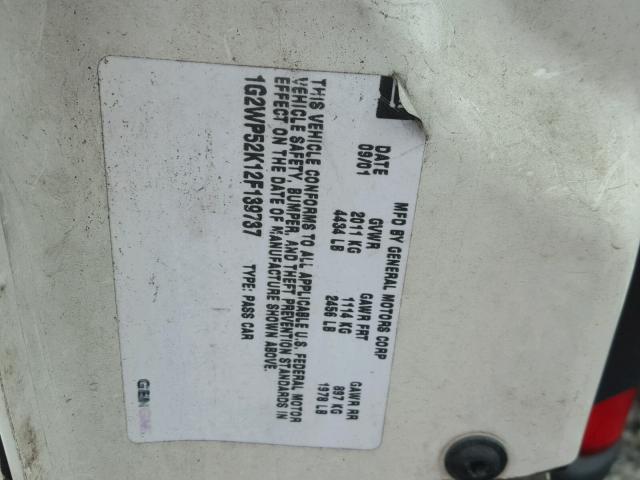 MFD BY GENERAL MOTORS CORP
DATE GVWR GAWR FRT GAWR RR
09/01 2011 KG 1114 KG 897 KG
4434 LB 2456 LB 1978 LB
THIS VEHICLE CONFORMS TO ALL APPLICABLE U.S. FEDERAL MOTOR
VEHICLE SAFETY, BUMPER, AND THEFT PREVENTION STANDARDS IN
EFFECT ON THE DATE OF MANUFACTURE SHOWN ABOVE.
1G2WP52K12F139737 TYPE: PASS CAR